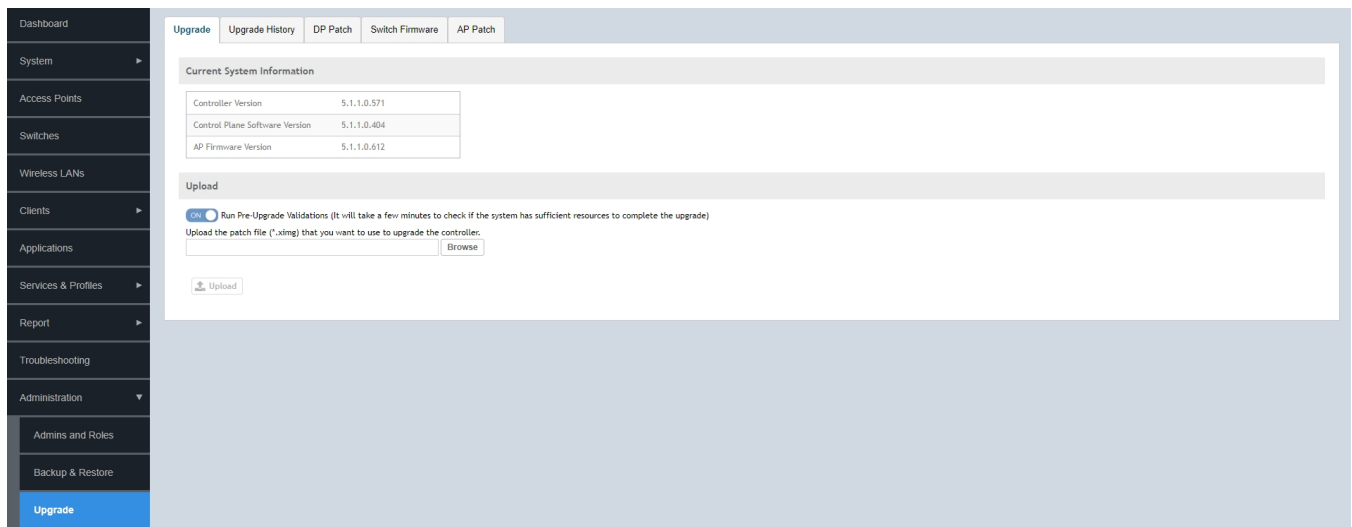 Dashboard
System
Access Points
Switches
Wireless LANs
Clients
Applications
Services & Profiles
Report
Troubleshooting
Administration
Admins and Roles
Backup & Restore
Upgrade
Upgrade Upgrade History DP Patch Switch Firmware AP Patch
Current System Information
Controller Version 5.1.1.0.571
Control Plane Software Version 5.1.1.0.404
AP Firmware Version 5.1.1.0.612
Upload
ON Run Pre-Upgrade Validations (It will take a few minutes to check if the system has sufficient resources to complete the upgrade)
Upload the patch file (*.ximg) that you want to use to upgrade the controller.
Browse
Upload